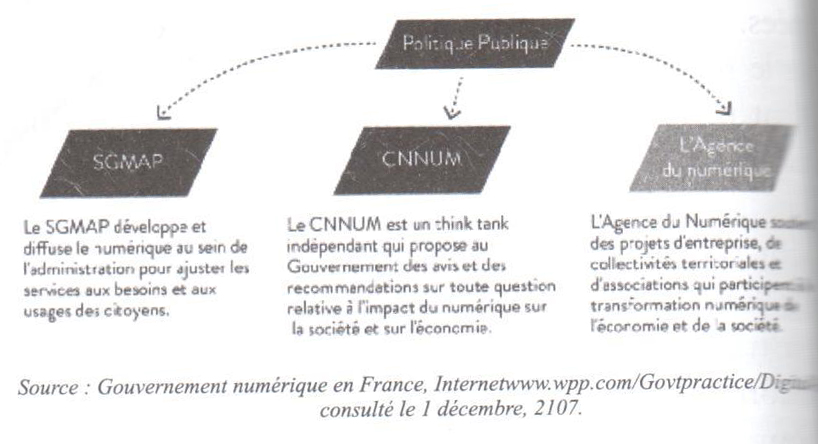 Politique Publique
SGMAP
CNNUM
L'Agence
du numérique
Le SGMAP développe et
diffuse le numérique au sein de
l'administration pour ajuster les
services aux besoins et aux
usages des citoyens.
Le CNNUM est un think tank
indépendant qui propose au
Gouvernement des avis et des
recommandations sur toute question
relative à l'impact du numérique sur
la société et sur l'économie.
L'Agence du Numérique
des projets d'entreprise, de
collectivités territoriales et
d'associations qui
transformation numérique de
l'économie et de la société.
Source : Gouvernement numérique en France, Internetwww.wpp.com/Govtpractice/
consulté le 1 décembre, 2107.